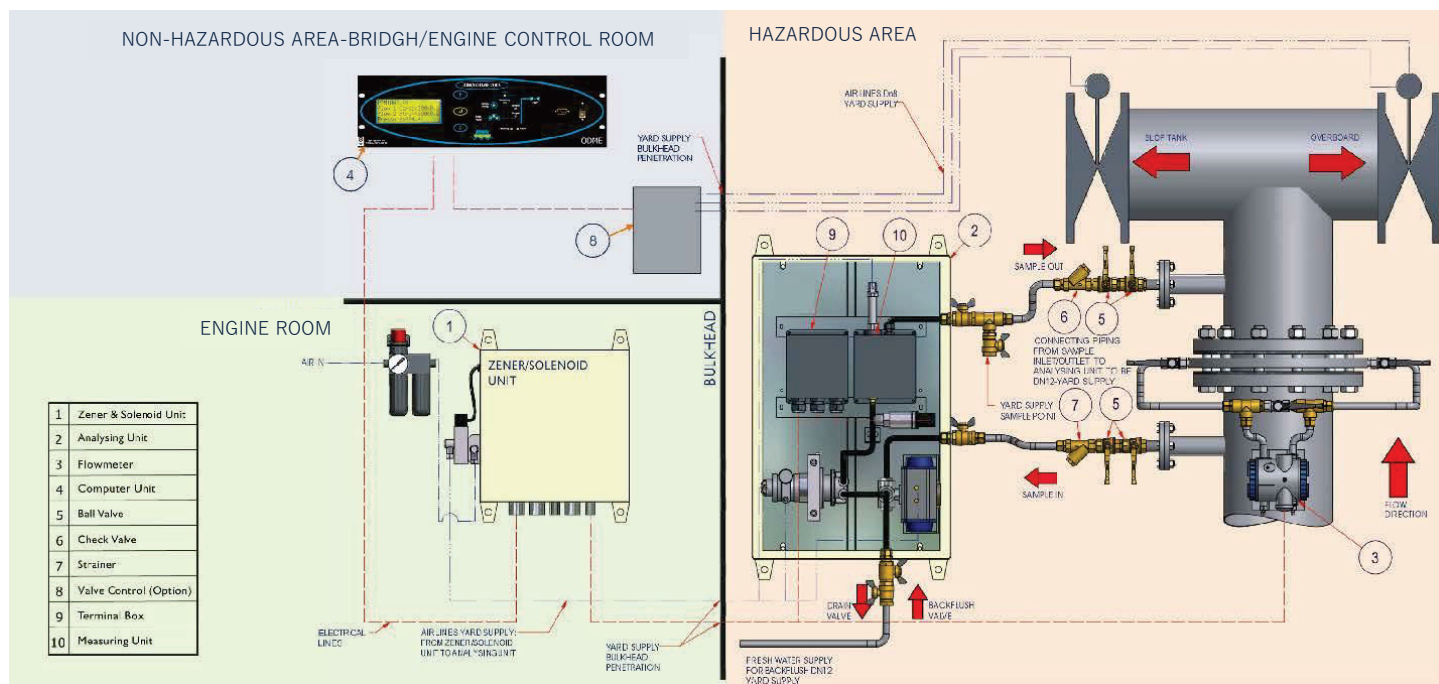 NON-HAZARDOUS AREA-BRIDGH/ENGINE CONTROL ROOM
HAZARDOUS AREA
ODME
4
YARD SUPPLY
BULKHEAD
PENETRATION
8
AIR LINES Dn8
YARD SUPPLY
SLOP TANK
OVERBOARD
9
10
2
SAMPLE OUT
6
5
CONNECTING PIPING
FROM SAMPLE
INLET/OUTLET TO
ANALYSING UNIT TO BE
DN12-YARD SUPPLY
YARD SUPPLY
SAMPLE POINT
7
5
SAMPLE IN
FLOW
DIRECTION
3
ENGINE ROOM
BULKHEAD
AIR IN
1
ZENER/SOLENOID
UNIT
1 Zener & Solenoid Unit
2 Analysing Unit
3 Flowmeter
4 Computer Unit
5 Ball Valve
6 Check Valve
7 Strainer
8 Valve Control (Option)
9 Terminal Box
10 Measuring Unit
ELECTRICAL
LINES
AIR LINES YARD SUPPLY:
FROM ZENER/SOLENOID
UNIT TO ANALYSING UNIT
YARD SUPPLY
BULKHEAD
PENETRATION
DRAIN
VALVE
BACKFLUSH
VALVE
FRESH WATER SUPPLY
FOR BACKFLUSH DN12
YARD SUPPLY